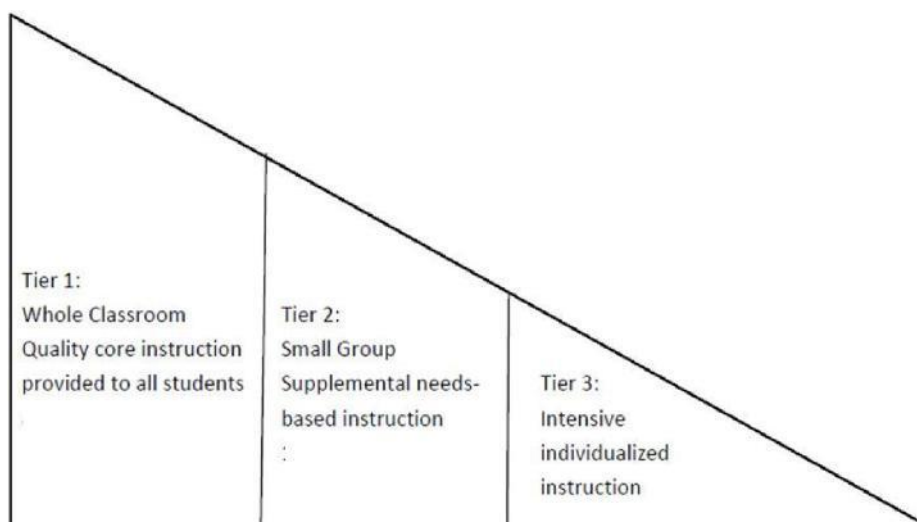 Tier 1:
Whole Classroom
Quality core instruction
provided to all students
Tier 2:
Small Group
Supplemental needs-
based instruction
:
Tier 3:
Intensive
individualized
instruction